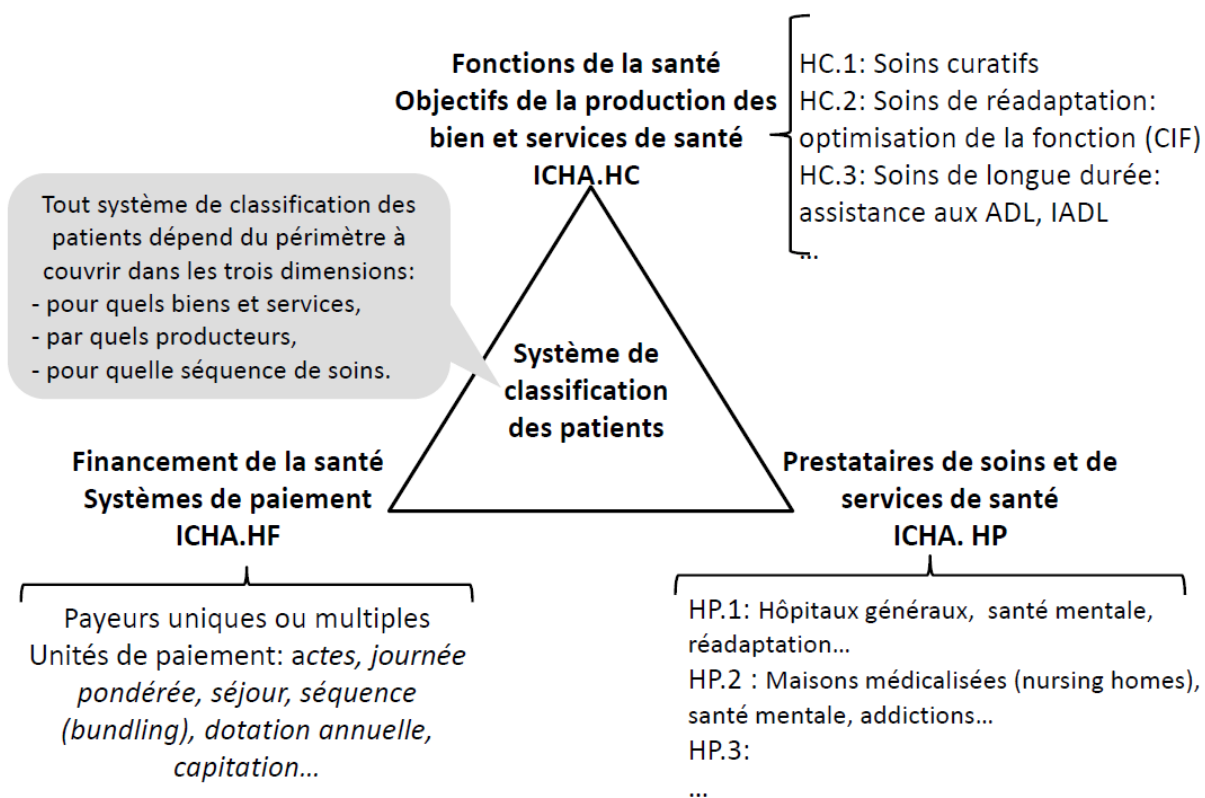 Fonctions de la santé
Objectifs de la production des
bien et services de santé
ICHA.HC
HC.1: Soins curatifs
HC.2: Soins de réadaptation:
optimisation de la fonction (CIF)
HC.3: Soins de longue durée:
assistance aux ADL, IADL
...
Tout système de classification des
patients dépend du périmètre à
couvrir dans les trois dimensions:
- pour quels biens et services,
- par quels producteurs,
- pour quelle séquence de soins.
Système de
classification
des patients
Financement de la santé
Systèmes de paiement
ICHA.HF
Payeurs uniques ou multiples
Unités de paiement: actes, journée
pondérée, séjour, séquence
(bundling), dotation annuelle,
capitation...
Prestataires de soins et de
services de santé
ICHA. HP
HP.1: Hôpitaux généraux, santé mentale,
réadaptation...
HP.2 : Maisons médicalisées (nursing homes),
santé mentale, addictions...
HP.3:
...